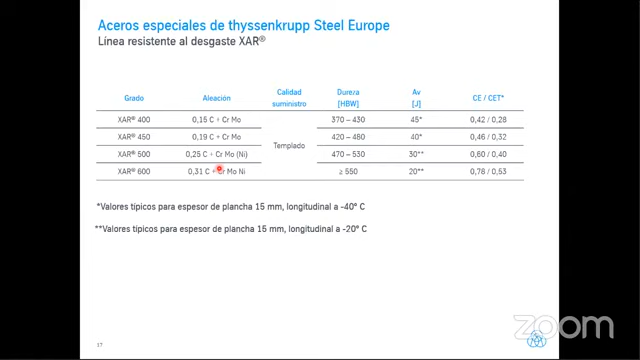 Aceros especiales de thyssenkrupp Steel Europe
Línea resistente al desgaste XAR®
Grado Aleación Calidad suministro Dureza [HBW] Av [J] CE / CET*
XAR® 400 0,15 C + Cr Mo 370 – 430 45* 0,42 / 0,28
XAR® 450 0,19 C + Cr Mo 420 – 480 40* 0,46 / 0,32
Templado
XAR® 500 0,25 C + Cr Mo (Ni) 470 – 530 30** 0,60 / 0,40
XAR® 600 0,31 C + Cr Mo Ni ≥ 550 20** 0,78 / 0,53
*Valores típicos para espesor de plancha 15 mm, longitudinal a -40° C
**Valores típicos para espesor de plancha 15 mm, longitudinal a -20° C
17
zoom